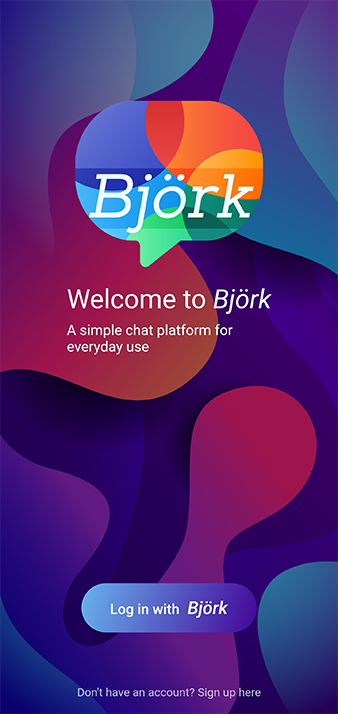 Björk
Welcome to Björk
A simple chat platform for
everyday use
Log in with Björk
Don't have an account? Sign up here